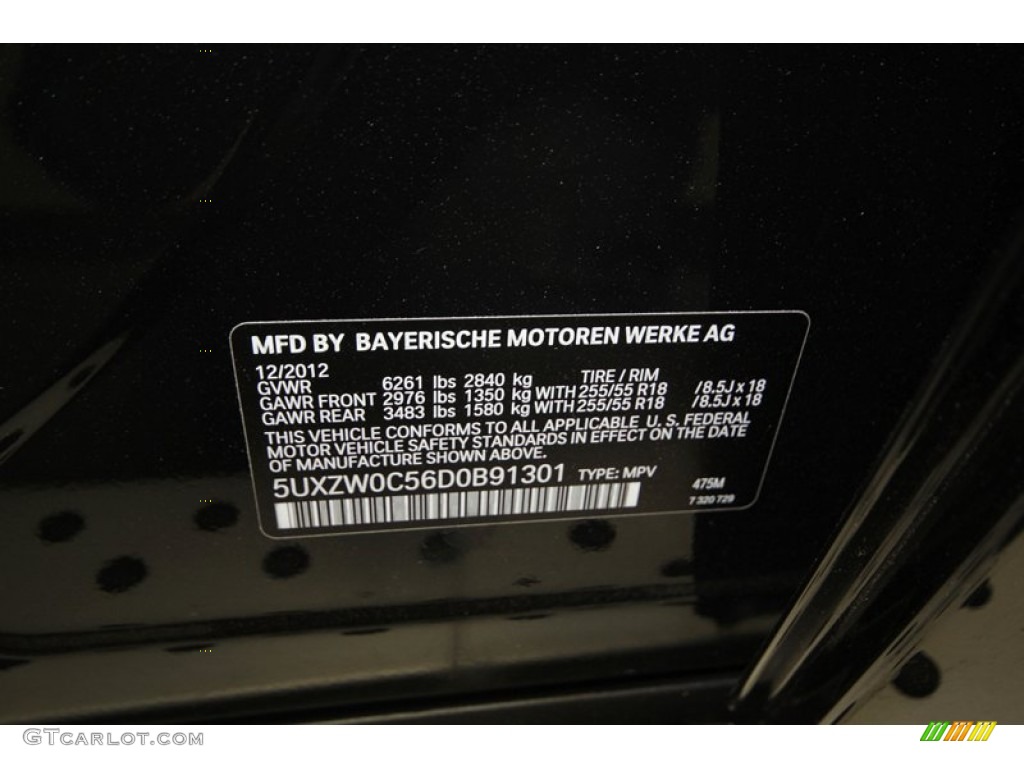 MFD BY BAYERISCHE MOTOREN WERKE AG
12/2012 TIRE / RIM
GVWR 6261 lbs 2840 kg
GAWR FRONT 2976 lbs 1350 kg WITH 255/55 R18 /8.5J x 18
GAWR REAR 3483 lbs 1580 kg WITH 255/55 R18 /8.5J x 18
THIS VEHICLE CONFORMS TO ALL APPLICABLE U. S. FEDERAL
MOTOR VEHICLE SAFETY STANDARDS IN EFFECT ON THE DATE
OF MANUFACTURE SHOWN ABOVE.
5UXZW0C56D0B91301 TYPE: MPV 475M
7 320 729
GTCarLot.com